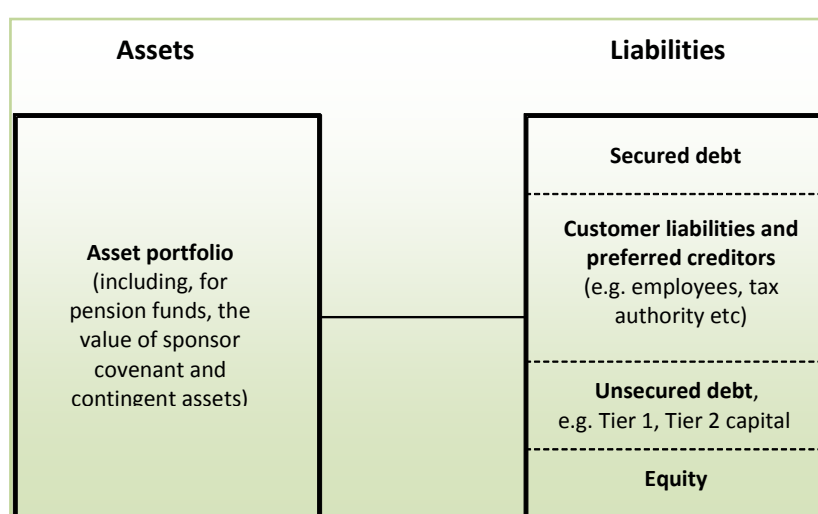 Assets
Liabilities
Asset portfolio
(including, for
pension funds, the
value of sponsor
covenant and
contingent assets)
Secured debt
Customer liabilities and
preferred creditors
(e.g. employees, tax
authority etc)
Unsecured debt,
e.g. Tier 1, Tier 2 capital
Equity